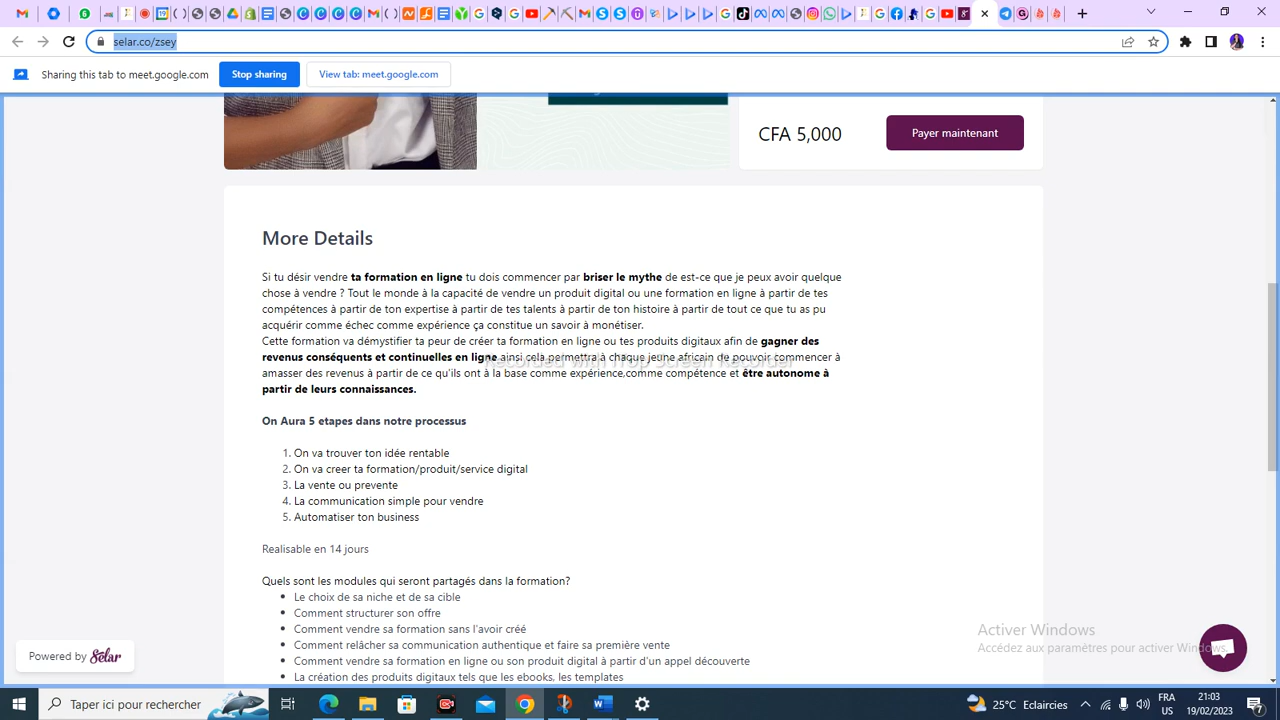 selar.co/zsey
Sharing this tab to meet.google.com
Stop sharing
View tab: meet.google.com
CFA 5,000
Payer maintenant
More Details
Si tu désir vendre ta formation en ligne tu dois commencer par briser le mythe de est-ce que je peux avoir quelque
chose à vendre ? Tout le monde à la capacité de vendre un produit digital ou une formation en ligne à partir de tes
compétences à partir de ton expertise à partir de tes talents à partir de ton histoire à partir de tout ce que tu as pu
acquérir comme échec comme expérience ça constitue un savoir à monétiser.
Cette formation va démystifier ta peur de créer ta formation en ligne ou tes produits digitaux afin de gagner des
revenus conséquents et continuelles en ligne ainsi cela permettra à chaque jeune africain de pouvoir commencer à
Recorded with iTop Screen Recorder
amasser des revenus à partir de ce qu'ils ont à la base comme expérience,comme compétence et être autonome à
partir de leurs connaissances.
On Aura 5 etapes dans notre processus
1. On va trouver ton idée rentable
2. On va creer ta formation/produit/service digital
3. La vente ou prevente
4. La communication simple pour vendre
5. Automatiser ton business
Realisable en 14 jours
Quels sont les modules qui seront partagés dans la formation?
• Le choix de sa niche et de sa cible
• Comment structurer son offre
• Comment vendre sa formation sans l'avoir créé
• Comment relâcher sa communication authentique et faire sa première vente
• Comment vendre sa formation en ligne ou son produit digital à partir d'un appel découverte
• La création des produits digitaux tels que les ebooks, les templates
Activer Windows
Accédez aux paramètres pour activer Windows.
Powered by Selar
Taper ici pour rechercher
25°C Eclaircies
FRA
US
21:03
19/02/2023